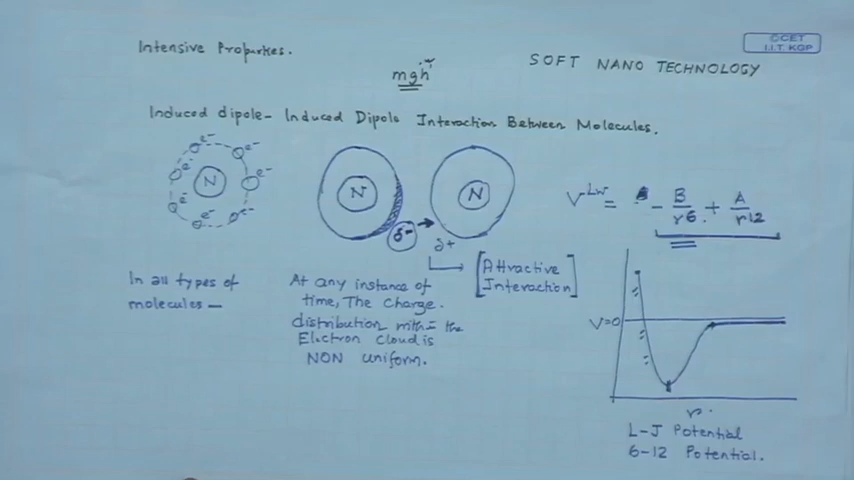 Intensive Properties.
©CET
I.I.T. KGP
SOFT NANO TECHNOLOGY
mgh
Induced dipole- Induced Dipole Interaction Between Molecules.
e- e- e- e- e- e- e-
N
N
N
δ-
δ+
V^LW = - B/r6 + A/r12
[Attractive
Interaction]
In all types of
molecules —
At any instance of
time, The Charge.
distribution within the
Electron Cloud is
NON Uniform.
V=0
r.
L-J Potential
6-12 Potential.